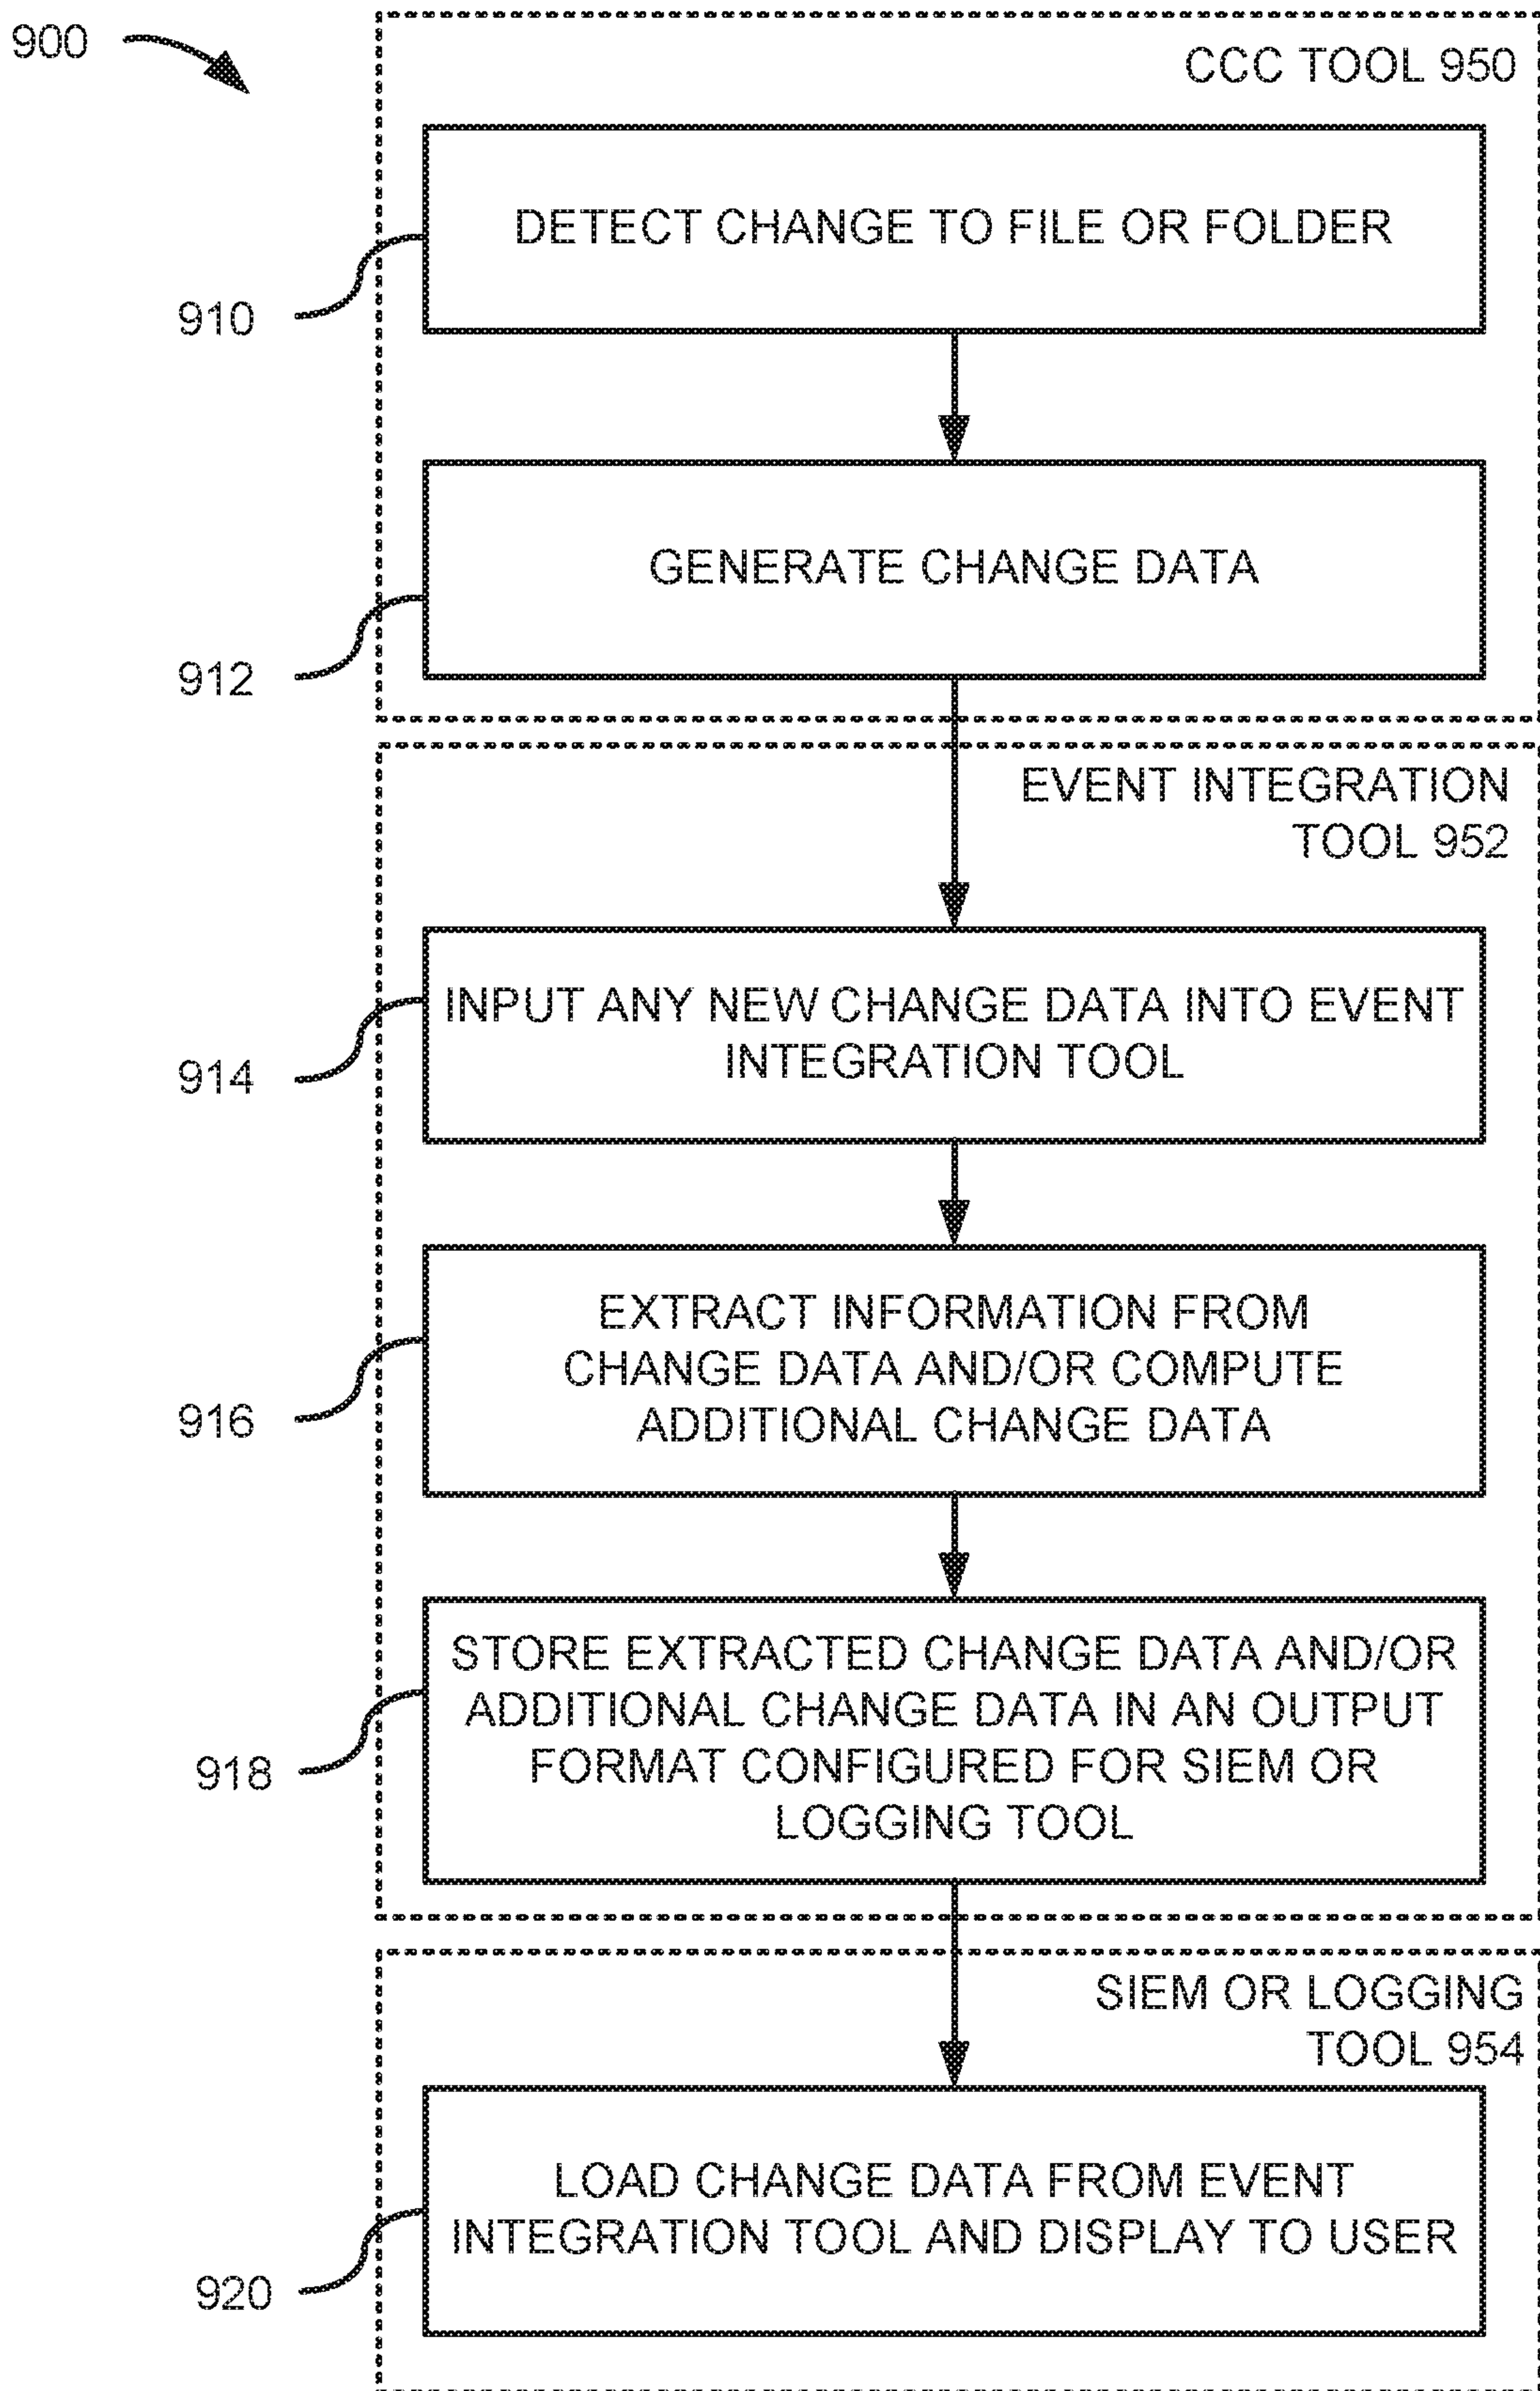 900
CCC TOOL 950
DETECT CHANGE TO FILE OR FOLDER
910
GENERATE CHANGE DATA
912
EVENT INTEGRATION
TOOL 952
INPUT ANY NEW CHANGE DATA INTO EVENT
INTEGRATION TOOL
914
EXTRACT INFORMATION FROM
CHANGE DATA AND/OR COMPUTE
ADDITIONAL CHANGE DATA
916
STORE EXTRACTED CHANGE DATA AND/OR
ADDITIONAL CHANGE DATA IN AN OUTPUT
FORMAT CONFIGURED FOR SIEM OR
LOGGING TOOL
918
SIEM OR LOGGING
TOOL 954
LOAD CHANGE DATA FROM EVENT
INTEGRATION TOOL AND DISPLAY TO USER
920